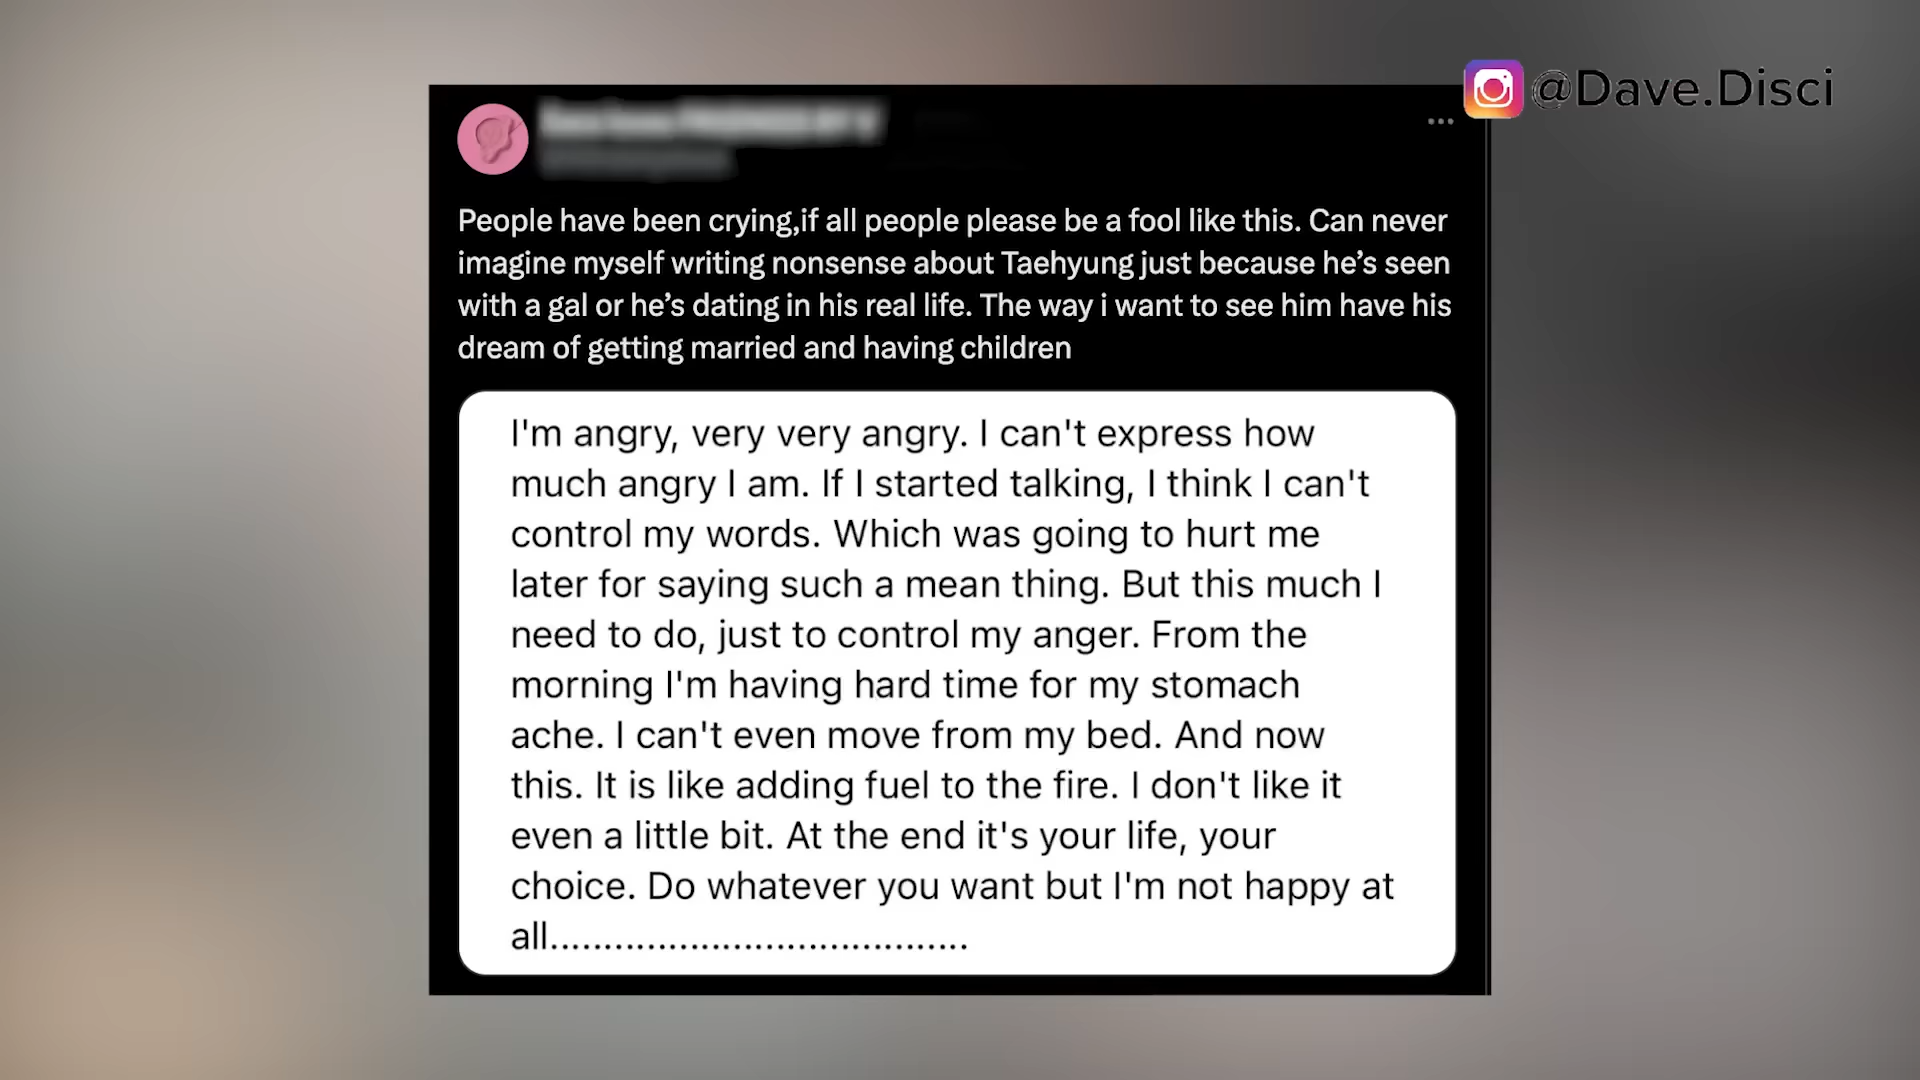 @Dave.Disci
People have been crying,if all people please be a fool like this. Can never
imagine myself writing nonsense about Taehyung just because he’s seen
with a gal or he’s dating in his real life. The way i want to see him have his
dream of getting married and having children
I'm angry, very very angry. I can't express how
much angry I am. If I started talking, I think I can't
control my words. Which was going to hurt me
later for saying such a mean thing. But this much I
need to do, just to control my anger. From the
morning I'm having hard time for my stomach
ache. I can't even move from my bed. And now
this. It is like adding fuel to the fire. I don't like it
even a little bit. At the end it's your life, your
choice. Do whatever you want but I'm not happy at
all.......................................